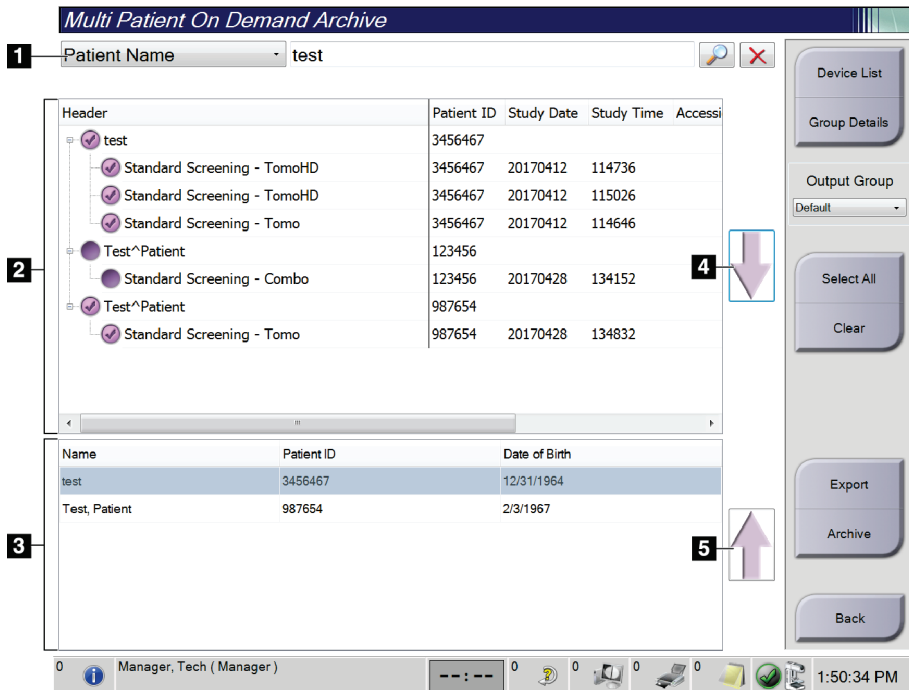 Multi Patient On Demand Archive
1 Patient Name test
Device List
Group Details
Output Group
Default
Select All
Clear
Export
Archive
Back
2
Header Patient ID Study Date Study Time Accessi
test 3456467
Standard Screening - TomoHD 3456467 20170412 114736
Standard Screening - TomoHD 3456467 20170412 115026
Standard Screening - Tomo 3456467 20170412 114646
Test^Patient 123456
Standard Screening - Combo 123456 20170428 134152
Test^Patient 987654
Standard Screening - Tomo 987654 20170428 134832
4
3
Name Patient ID Date of Birth
test 3456467 12/31/1964
Test, Patient 987654 2/3/1967
5
0 Manager, Tech ( Manager ) --:-- 0 0 0 0 1:50:34 PM